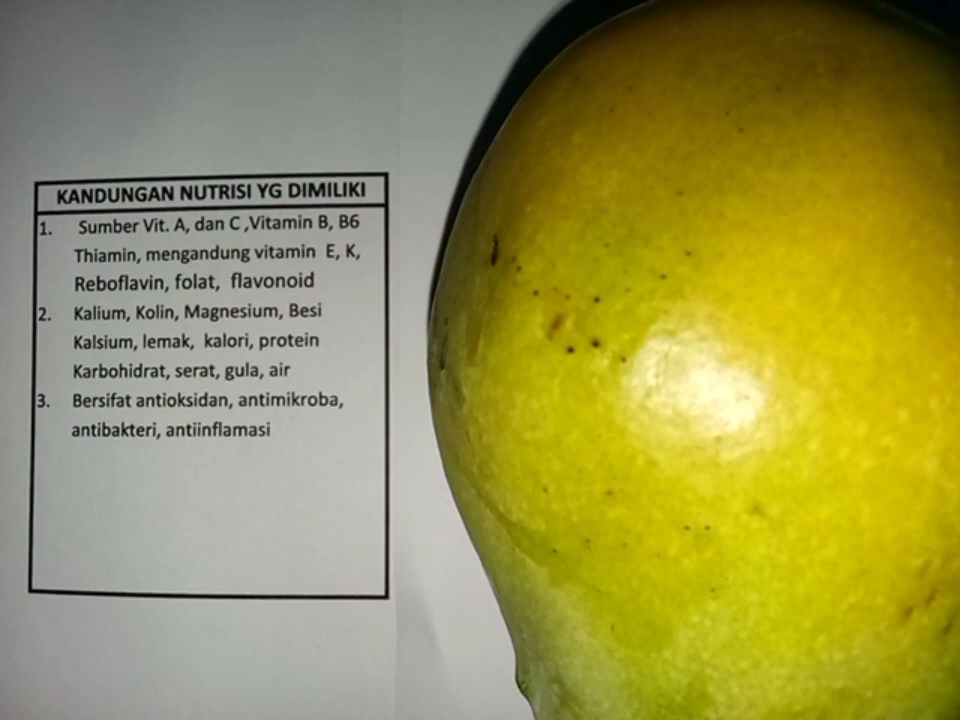 KANDUNGAN NUTRISI YG DIMILIKI
1. Sumber Vit. A, dan C ,Vitamin B, B6
Thiamin, mengandung vitamin E, K,
Reboflavin, folat, flavonoid
2. Kalium, Kolin, Magnesium, Besi
Kalsium, lemak, kalori, protein
Karbohidrat, serat, gula, air
3. Bersifat antioksidan, antimikroba,
antibakteri, antiinflamasi